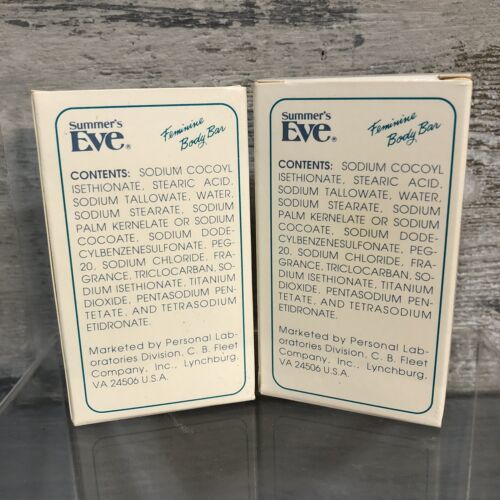 Summer's
Eve®
Feminine
Body Bar
CONTENTS: SODIUM COCOYL
ISETHIONATE, STEARIC ACID,
SODIUM TALLOWATE, WATER,
SODIUM STEARATE, SODIUM
PALM KERNELATE OR SODIUM
COCOATE, SODIUM DODE-
CYLBENZENESULFONATE, PEG-
20, SODIUM CHLORIDE, FRA-
GRANCE, TRICLOCARBAN, SO-
DIUM ISETHIONATE, TITANIUM
DIOXIDE, PENTASODIUM PEN-
TETATE, AND TETRASODIUM
ETIDRONATE.
Marketed by Personal Lab-
oratories Division, C. B. Fleet
Company, Inc., Lynchburg,
VA 24506 U.S.A.
Summer's
Eve®
Feminine
Body Bar
CONTENTS: SODIUM COCOYL
ISETHIONATE, STEARIC ACID,
SODIUM TALLOWATE, WATER,
SODIUM STEARATE, SODIUM
PALM KERNELATE OR SODIUM
COCOATE, SODIUM DODE-
CYLBENZENESULFONATE, PEG-
20, SODIUM CHLORIDE, FRA-
GRANCE, TRICLOCARBAN, SO-
DIUM ISETHIONATE, TITANIUM
DIOXIDE, PENTASODIUM PEN-
TETATE, AND TETRASODIUM
ETIDRONATE.
Marketed by Personal Lab-
oratories Division, C. B. Fleet
Company, Inc., Lynchburg,
VA 24506 U.S.A.